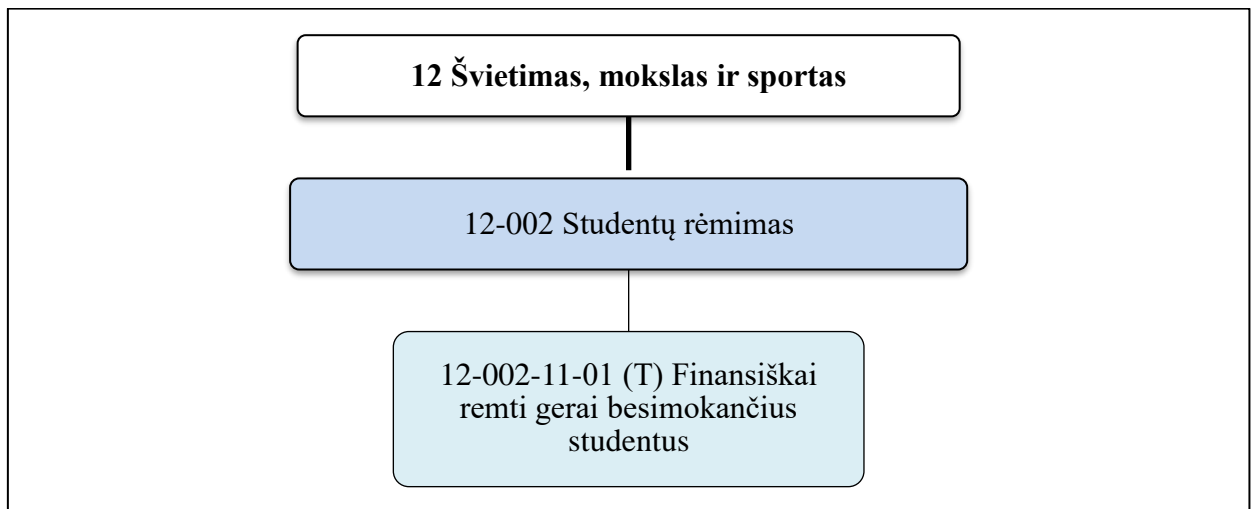 12 Švietimas, mokslas ir sportas
12-002 Studentų rėmimas
12-002-11-01 (T) Finansiškai
remti gerai besimokančius
studentus